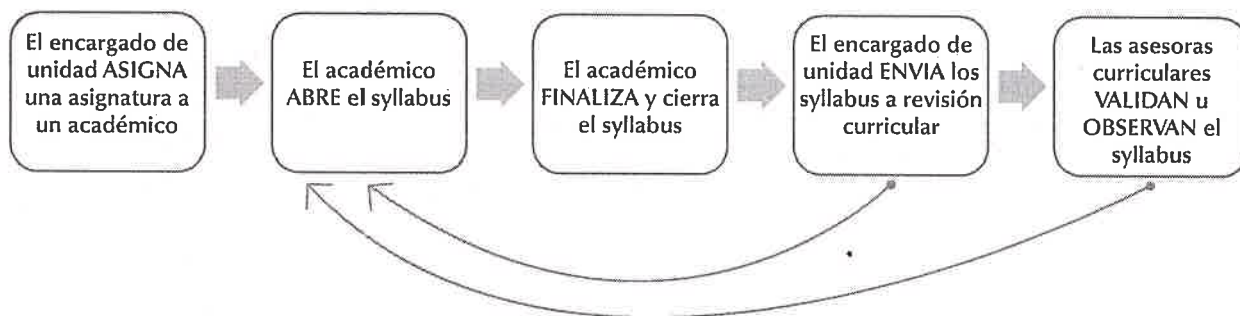 El encargado de
unidad ASIGNA
una asignatura a
un académico
El académico
ABRE el syllabus
El académico
FINALIZA y cierra
el syllabus
El encargado de
unidad ENVIA los
syllabus a revisión
curricular
Las asesoras
curriculares
VALIDAN u
OBSERVAN el
syllabus